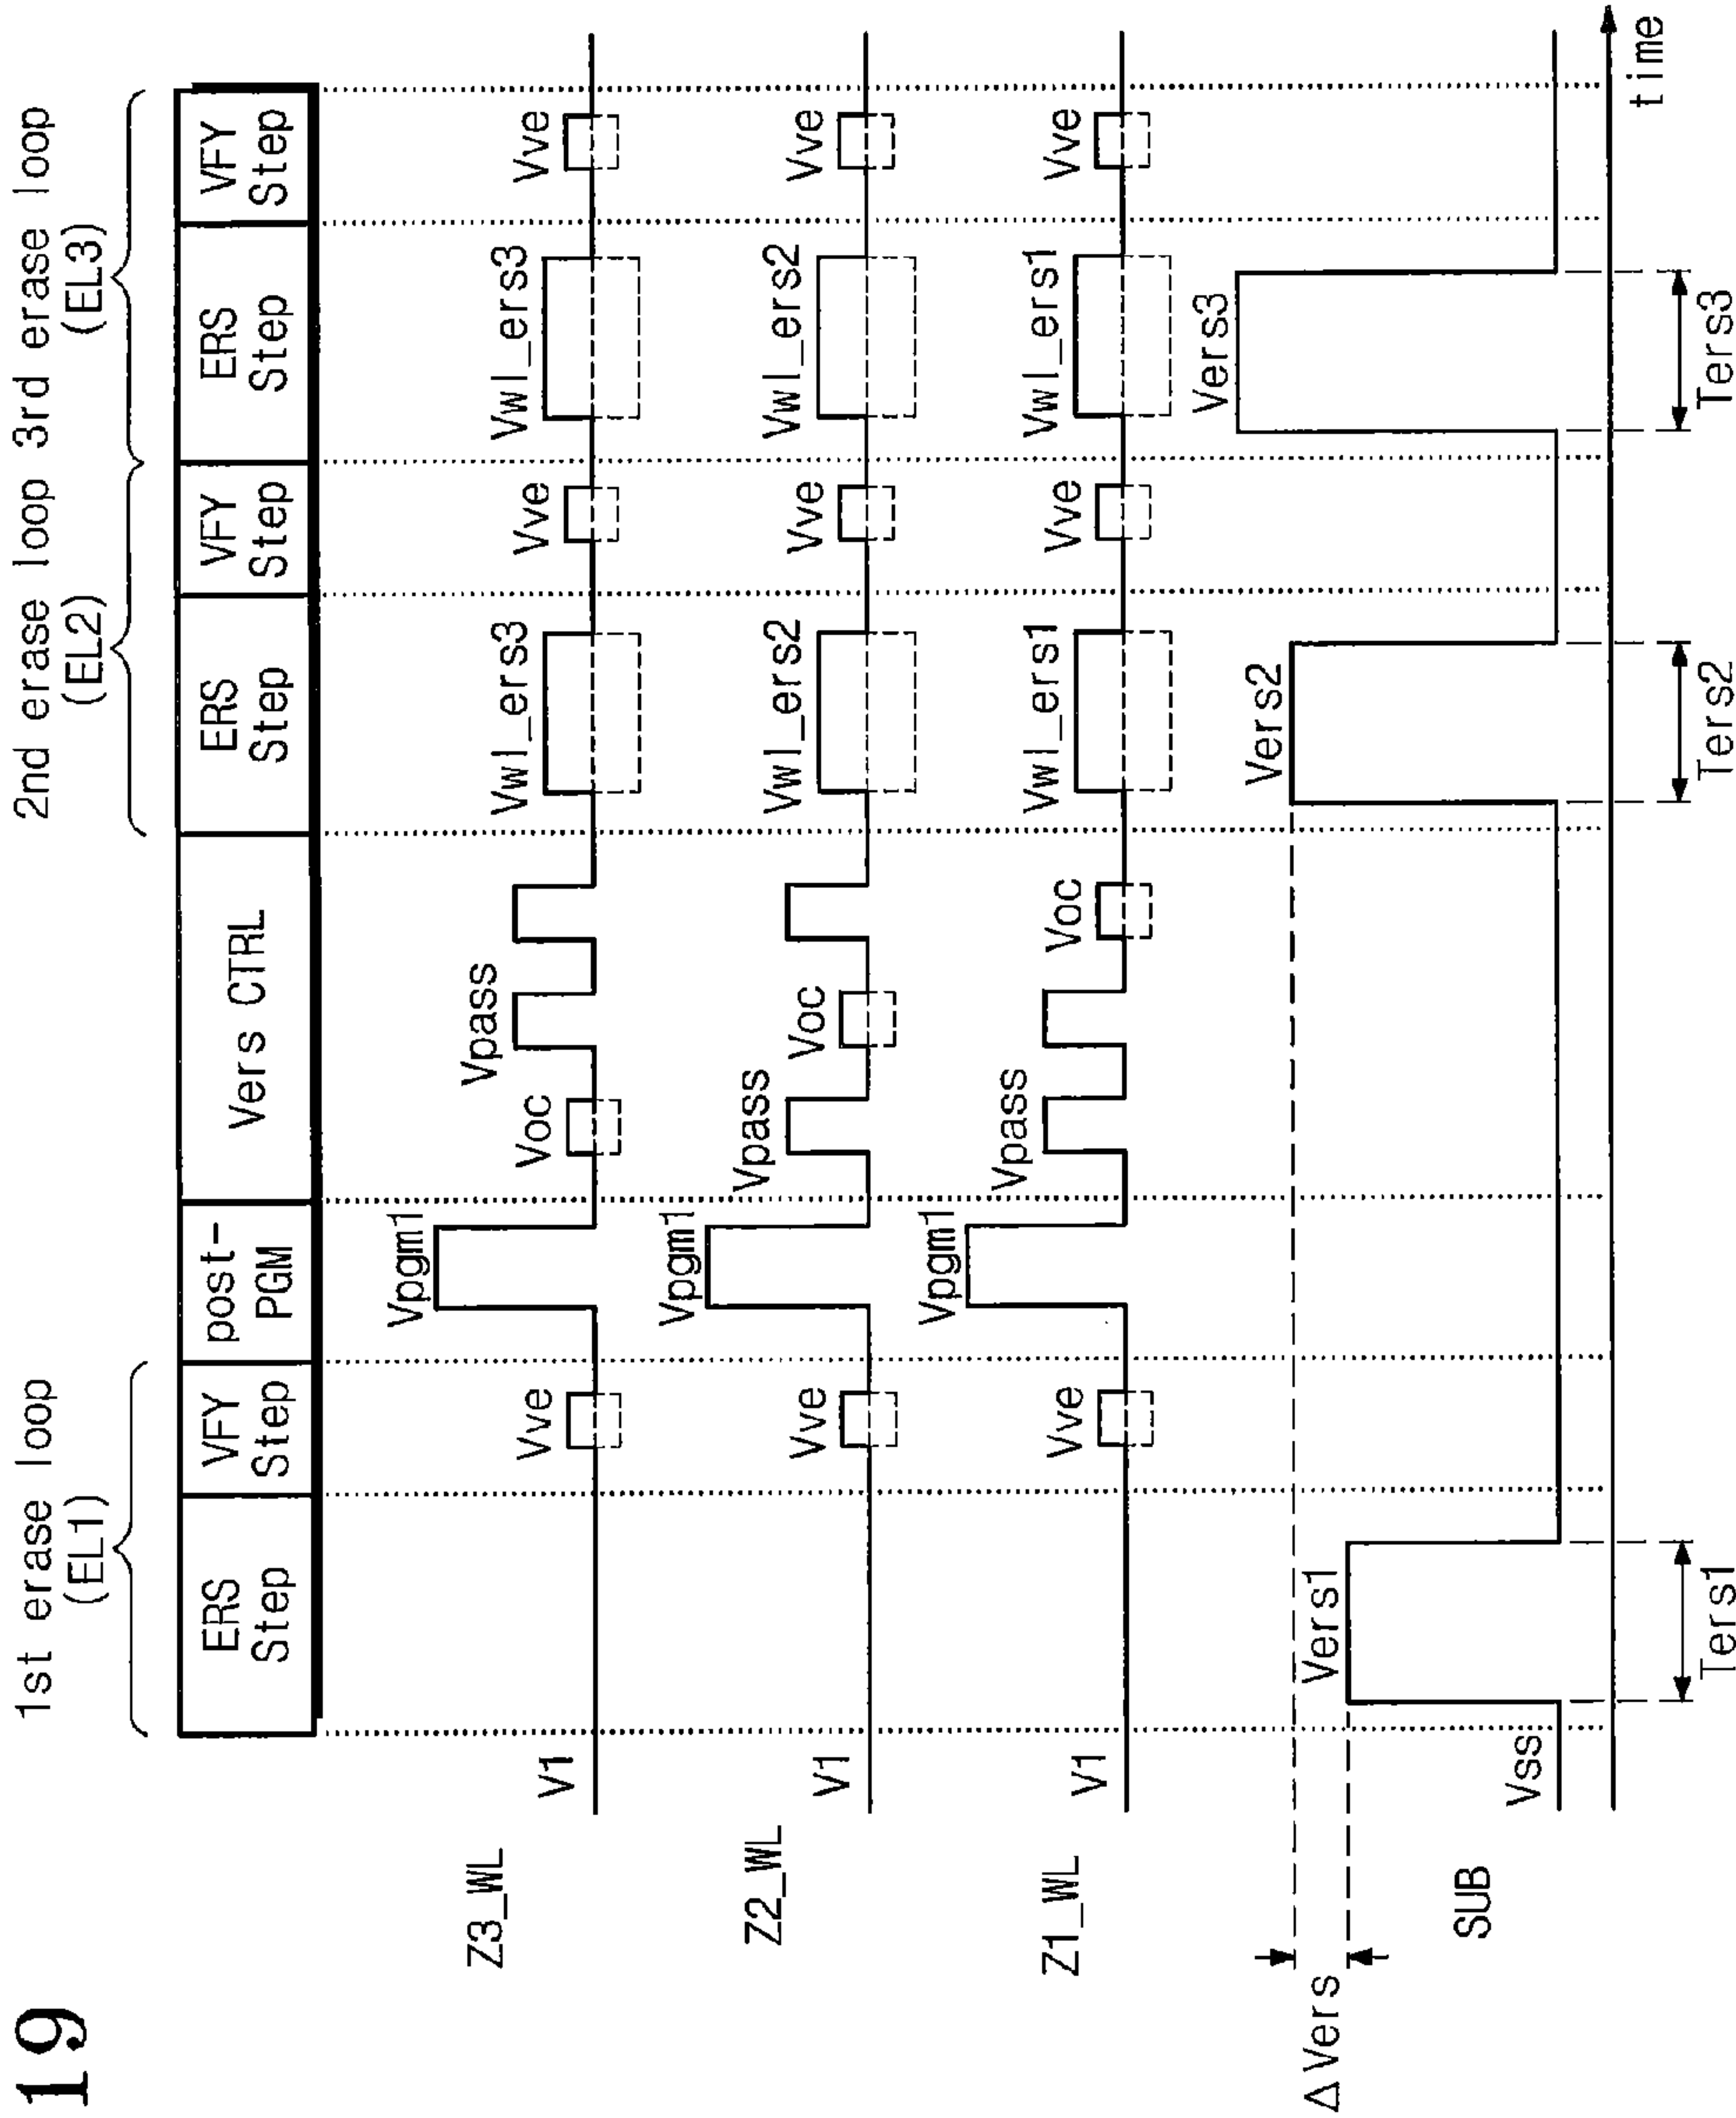 19
1st erase loop
(EL1)
2nd erase loop
(EL2)
3rd erase loop
(EL3)
ERS
Step
VFY
Step
post-
PGM
Vers CTRL
ERS
Step
VFY
Step
ERS
Step
VFY
Step
Z3_WL
V1
Vve
Vpgm1
Voc
Vpass
Vwl_ers3
Vve
Vwl_ers3
Vve
Z2_WL
V1
Vve
Vpgm1
Vpass
Voc
Vwl_ers2
Vve
Vwl_ers2
Vve
Z1_WL
V1
Vve
Vpgm1
Vpass
Voc
Vwl_ers1
Vve
Vwl_ers1
Vve
ΔVers
SUB
Vss
Vers1
Vers2
Vers3
time
Ters1
Ters2
Ters3